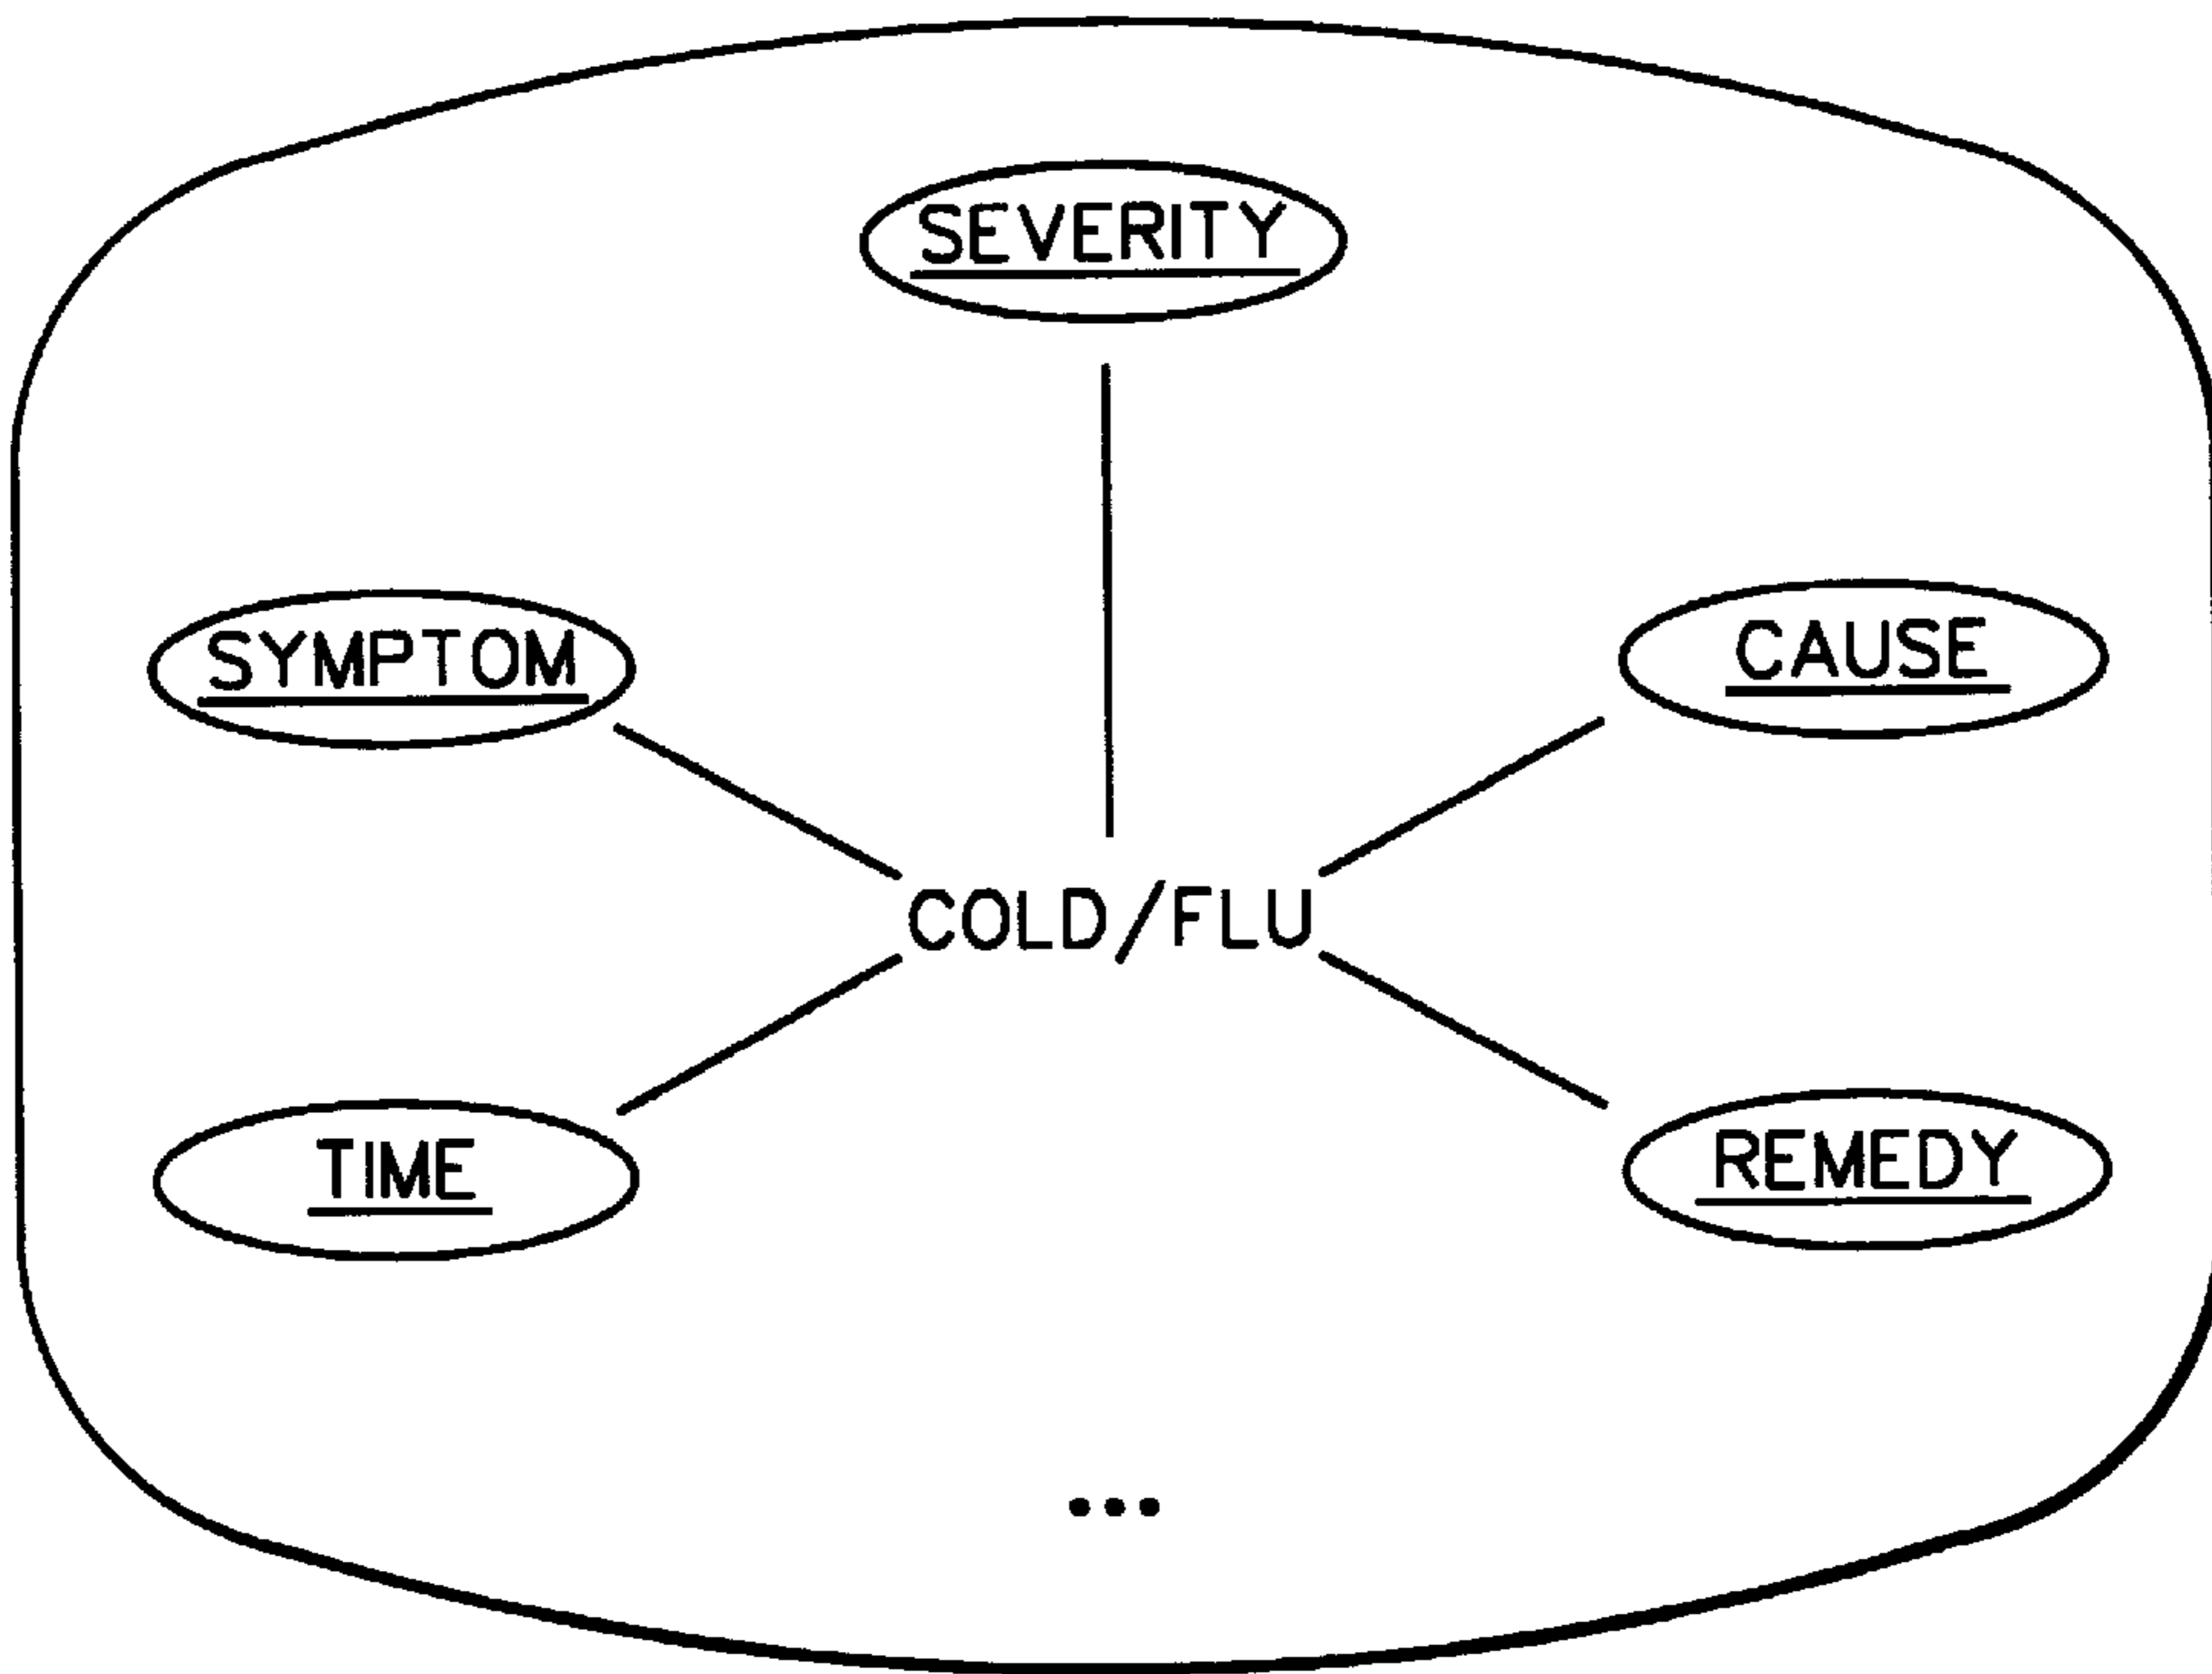 SEVERITY
SYMPTOM
CAUSE
COLD/FLU
TIME
REMEDY
...